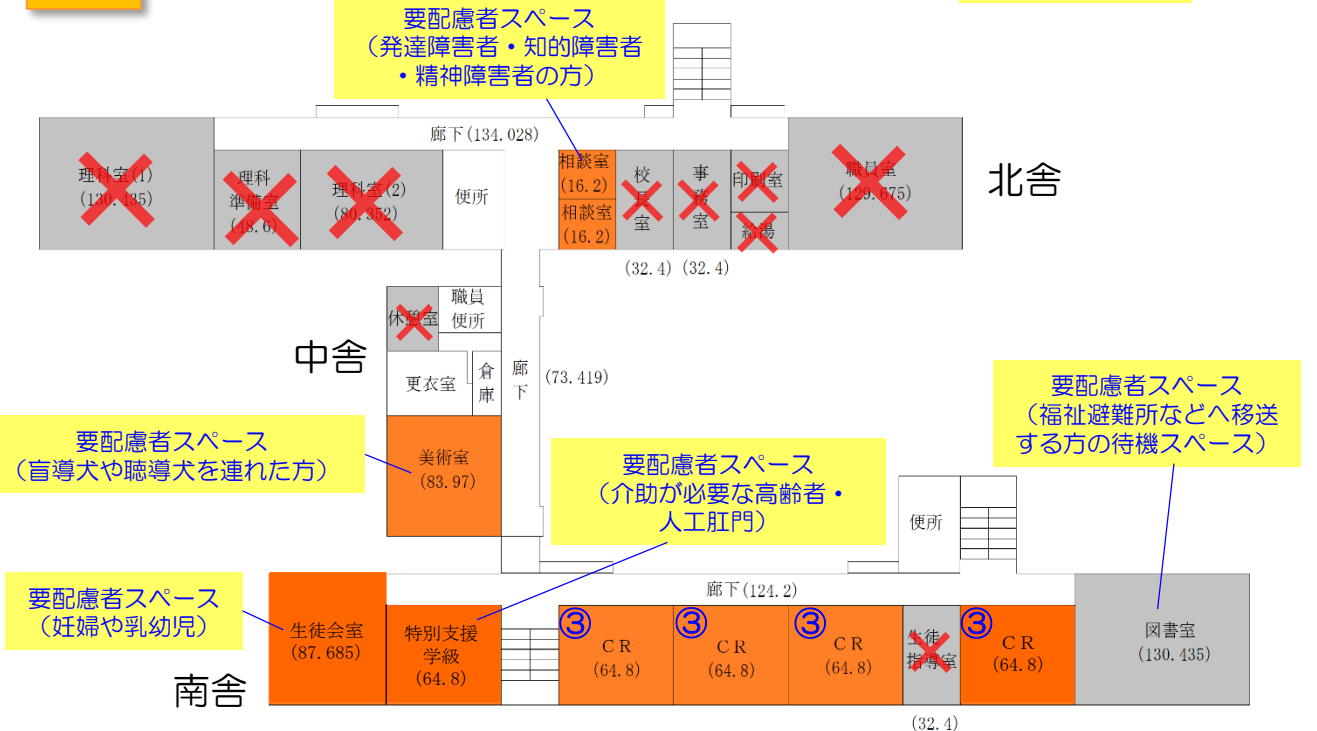 要配慮者スペース
（発達障害者・知的障害者
・精神障害者の方）
廊下(134.028)
理科室(1)
(130.435)
理科
準備室
(48.6)
理科室(2)
(80.352)
便所
相談室
(16.2)
相談室
(16.2)
校長室
(32.4)
事務室
(32.4)
印刷室
給湯
職員室
(129.675)
北舎
休憩室
職員
便所
中舎
更衣室
倉庫
廊下
(73.419)
要配慮者スペース
（盲導犬や聴導犬を連れた方）
美術室
(83.97)
要配慮者スペース
（介助が必要な高齢者・
人工肛門）
要配慮者スペース
（福祉避難所などへ移送
する方の待機スペース）
便所
廊下(124.2)
要配慮者スペース
（妊婦や乳幼児）
生徒会室
(87.685)
特別支援
学級
(64.8)
③
ＣＲ
(64.8)
③
ＣＲ
(64.8)
③
ＣＲ
(64.8)
生徒
指導室
(32.4)
③
ＣＲ
(64.8)
図書室
(130.435)
南舎